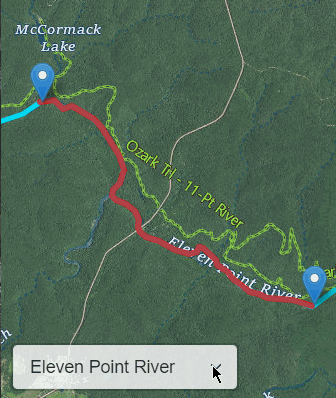 McCormack
Lake
Ozark Trl - 11-Pt River
Eleven Point River
Eleven Point River